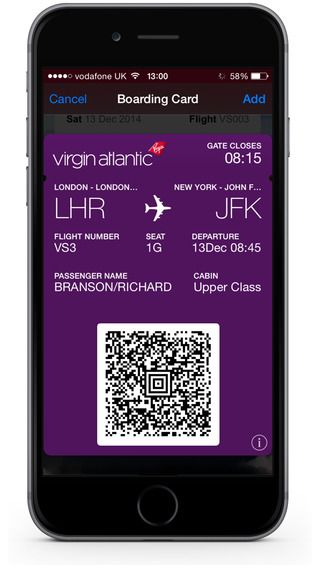 vodafone UK 13:00 58%
Cancel Boarding Card Add
Sat 13 Dec 2014 Flight VS003
virgin atlantic Virgin
GATE CLOSES
08:15
LONDON - LONDON... NEW YORK - JOHN F...
LHR JFK
FLIGHT NUMBER SEAT DEPARTURE
VS3 1G 13Dec 08:45
PASSENGER NAME CABIN
BRANSON/RICHARD Upper Class